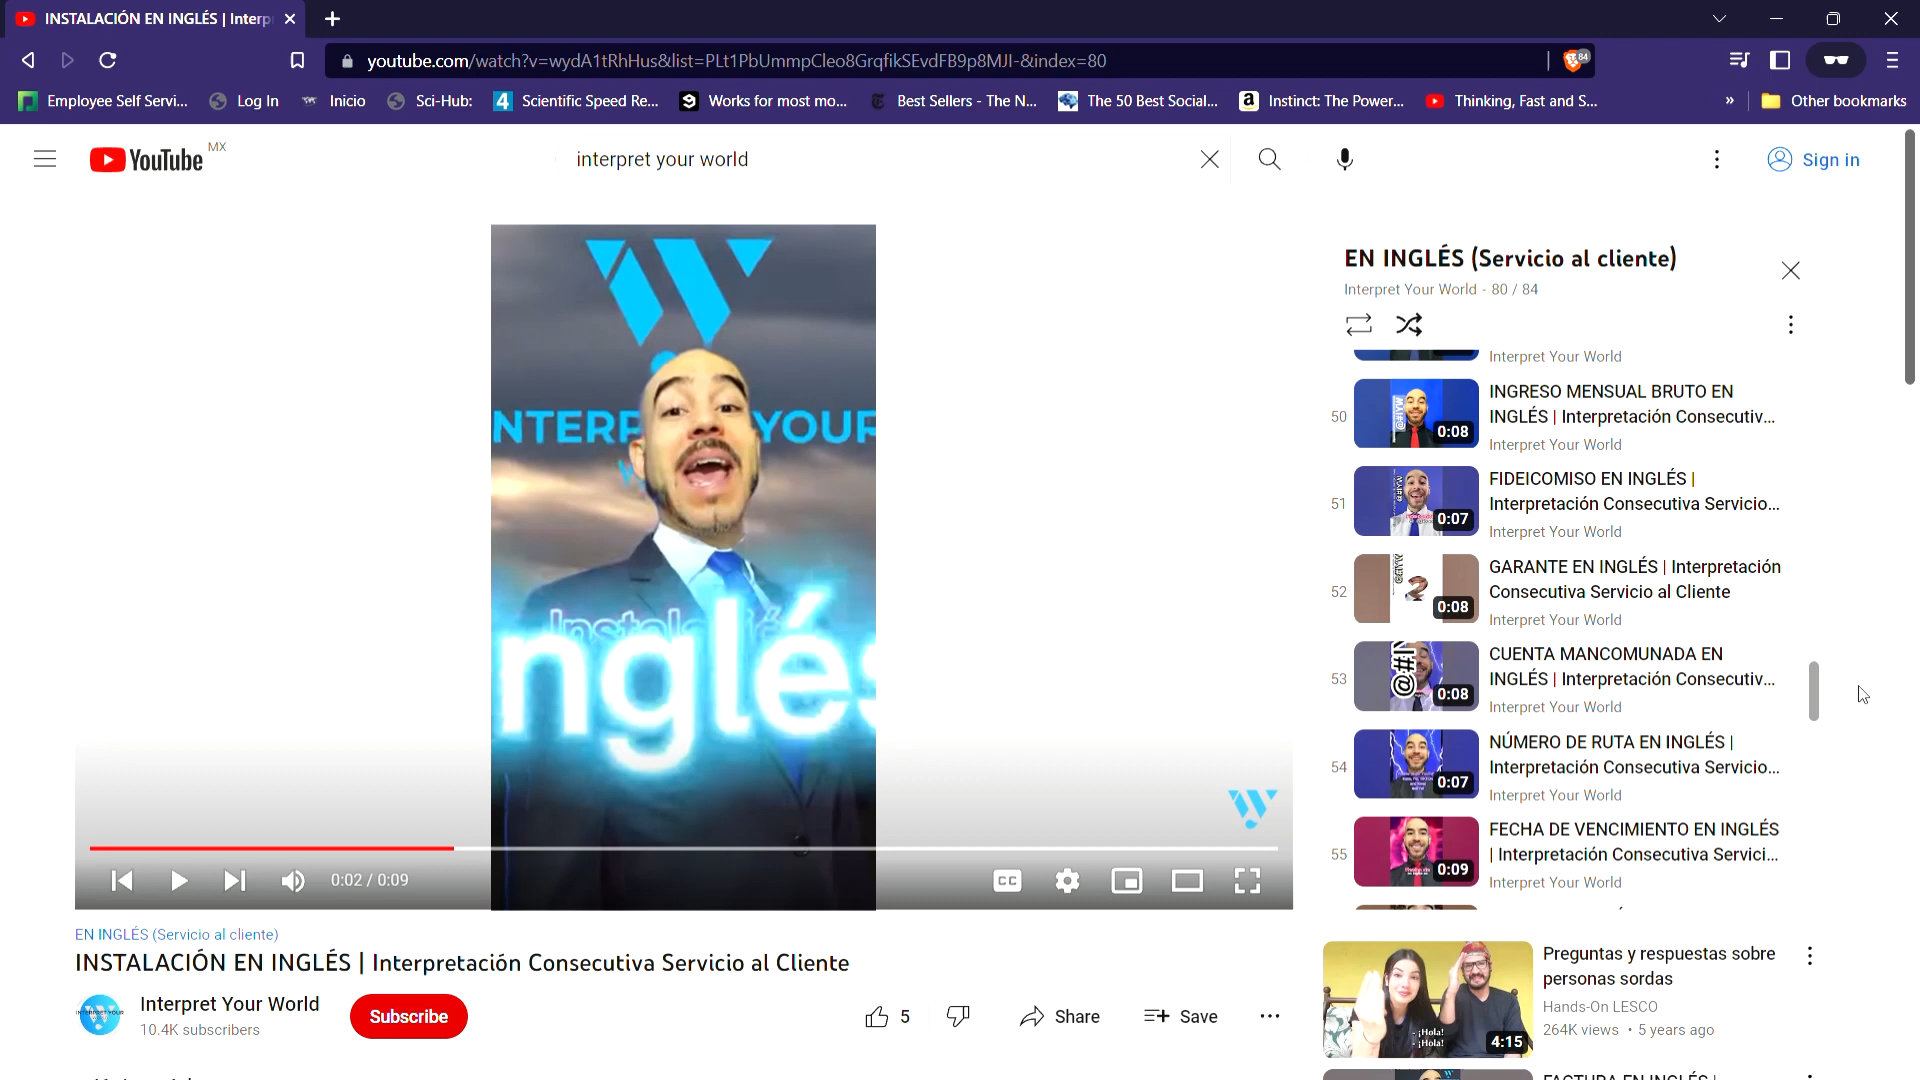 INSTALACIÓN EN INGLÉS | Interp
youtube.com/watch?v=wydA1tRhHus&list=PLt1PbUmmpCleo8GrqfikSEvdFB9p8MJI-&index=80
84
Employee Self Servi...
Log In
Inicio
Sci-Hub:
Scientific Speed Re...
Works for most mo...
Best Sellers - The N...
The 50 Best Social...
Instinct: The Power...
Thinking, Fast and S...
»
Other bookmarks
YouTube MX
interpret your world
Sign in
INTERP YOUR
Instalació
nglés
0:02 / 0:09
CC
EN INGLÉS (Servicio al cliente)
INSTALACIÓN EN INGLÉS | Interpretación Consecutiva Servicio al Cliente
Interpret Your World
10.4K subscribers
Subscribe
5
Share
Save
EN INGLÉS (Servicio al cliente)
Interpret Your World - 80 / 84
Interpret Your World
50
0:08
INGRESO MENSUAL BRUTO EN
INGLÉS | Interpretación Consecutiv...
Interpret Your World
51
0:07
FIDEICOMISO EN INGLÉS |
Interpretación Consecutiva Servicio...
Interpret Your World
52
0:08
GARANTE EN INGLÉS | Interpretación
Consecutiva Servicio al Cliente
Interpret Your World
53
0:08
CUENTA MANCOMUNADA EN
INGLÉS | Interpretación Consecutiv...
Interpret Your World
54
0:07
NÚMERO DE RUTA EN INGLÉS |
Interpretación Consecutiva Servicio...
Interpret Your World
55
0:09
FECHA DE VENCIMIENTO EN INGLÉS
| Interpretación Consecutiva Servici...
Interpret Your World
- ¡Hola!
- ¡Hola!
4:15
Preguntas y respuestas sobre
personas sordas
Hands-On LESCO
264K views • 5 years ago
FACTURA EN INGLÉS |